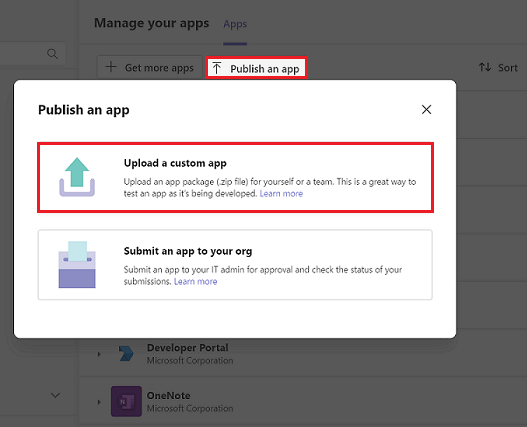 Manage your apps
Apps
Get more apps
Publish an app
Sort
Publish an app
Upload a custom app
Upload an app package (.zip file) for yourself or a team. This is a great way to
test an app as it's being developed. Learn more
Submit an app to your org
Submit an app to your IT admin for approval and check the status of your
submissions. Learn more
Developer Portal
Microsoft Corporation
OneNote
Microsoft Corporation